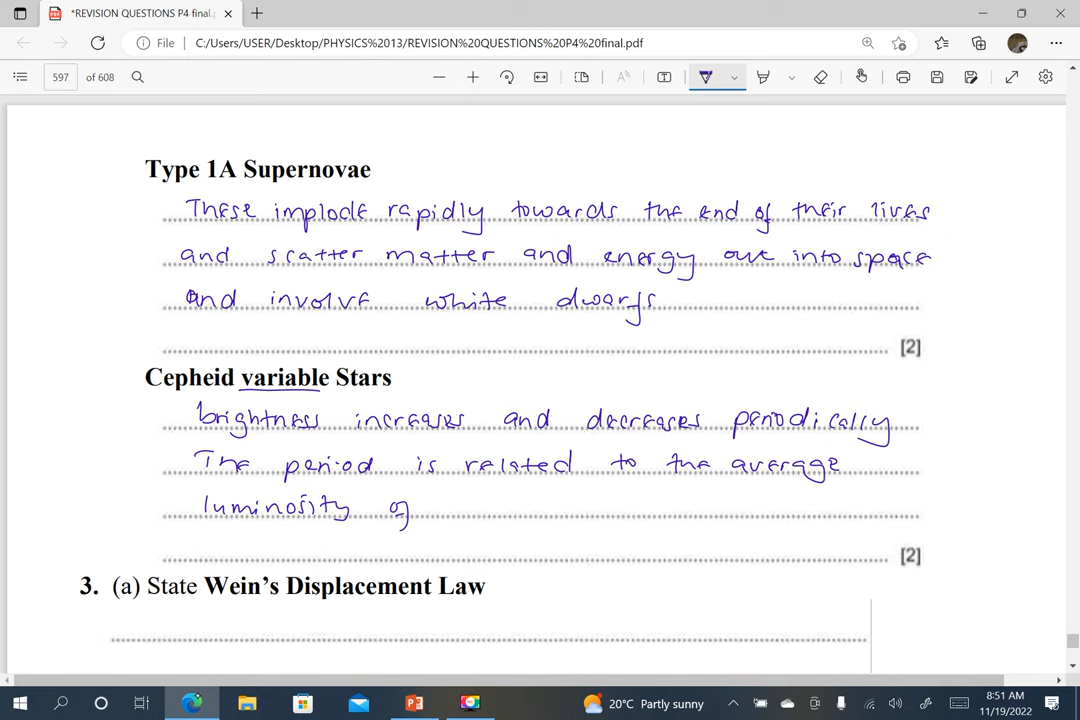 *REVISION QUESTIONS P4 final.p
File C:/Users/USER/Desktop/PHYSICS%2013/REVISION%20QUESTIONS%20P4%20final.pdf
597 of 608
Type 1A Supernovae
These implode rapidly towards the end of their lives
and scatter matter and energy out into space
and involve white dwarfs
[2]
Cepheid variable Stars
brightness increases and decreases periodically
The period is related to the average
luminosity of
[2]
3. (a) State Wein's Displacement Law
20°C Partly sunny
8:51 AM
11/19/2022